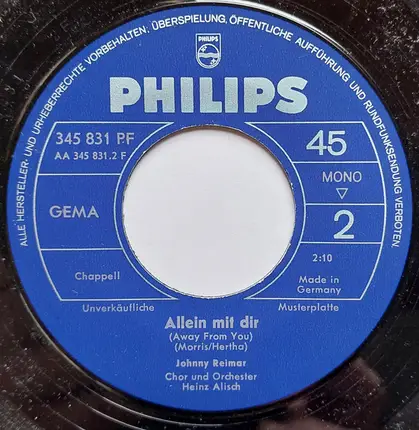 ALLE HERSTELLER- UND URHEBERRECHTE VORBEHALTEN. ÜBERSPIELUNG, ÖFFENTLICHE AUFFÜHRUNG UND RUNDFUNKSENDUNG VERBOTEN.
PHILIPS
PHILIPS
345 831 PF
AA 345 831.2 F
45
GEMA
MONO
2
2:10
Chappell
Made in
Germany
Unverkäufliche
Musterplatte
Allein mit dir
(Away From You)
(Morris/Hertha)
Johnny Reimar
Chor und Orchester
Heinz Alisch